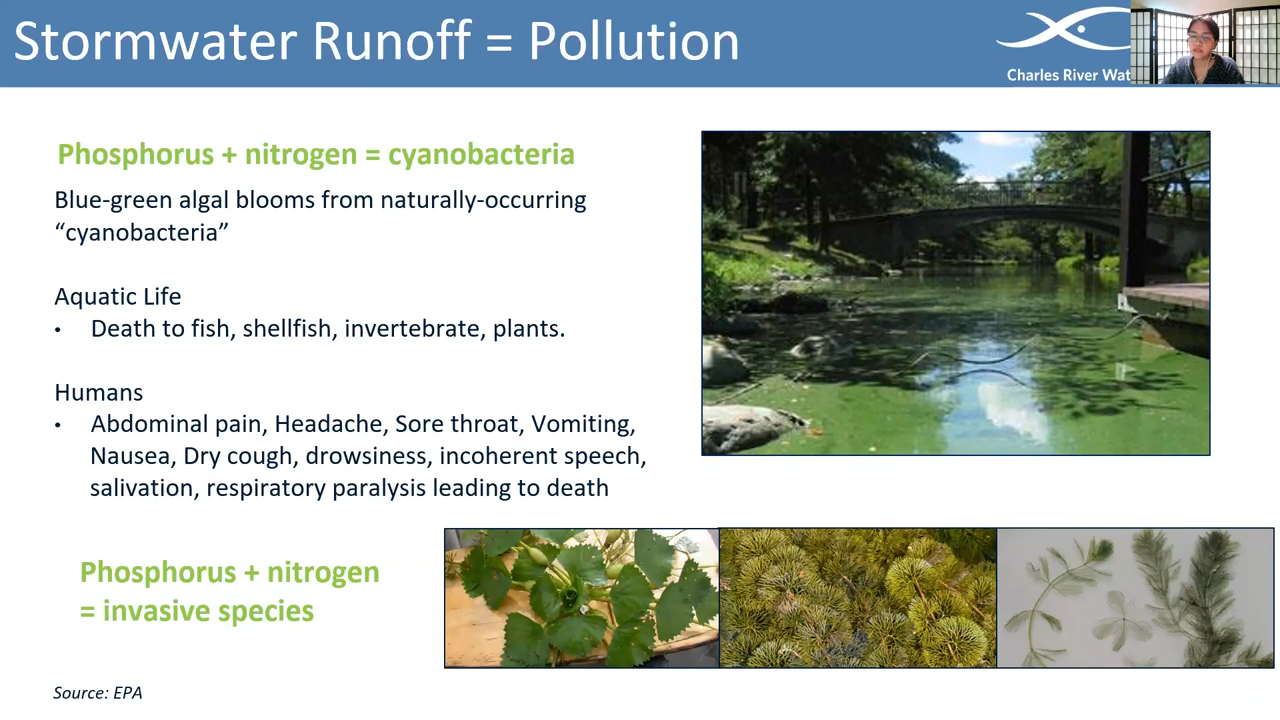 Stormwater Runoff = Pollution
Charles River Wat
Phosphorus + nitrogen = cyanobacteria
Blue-green algal blooms from naturally-occurring
“cyanobacteria”
Aquatic Life
• Death to fish, shellfish, invertebrate, plants.
Humans
• Abdominal pain, Headache, Sore throat, Vomiting,
Nausea, Dry cough, drowsiness, incoherent speech,
salivation, respiratory paralysis leading to death
Phosphorus + nitrogen
= invasive species
Source: EPA